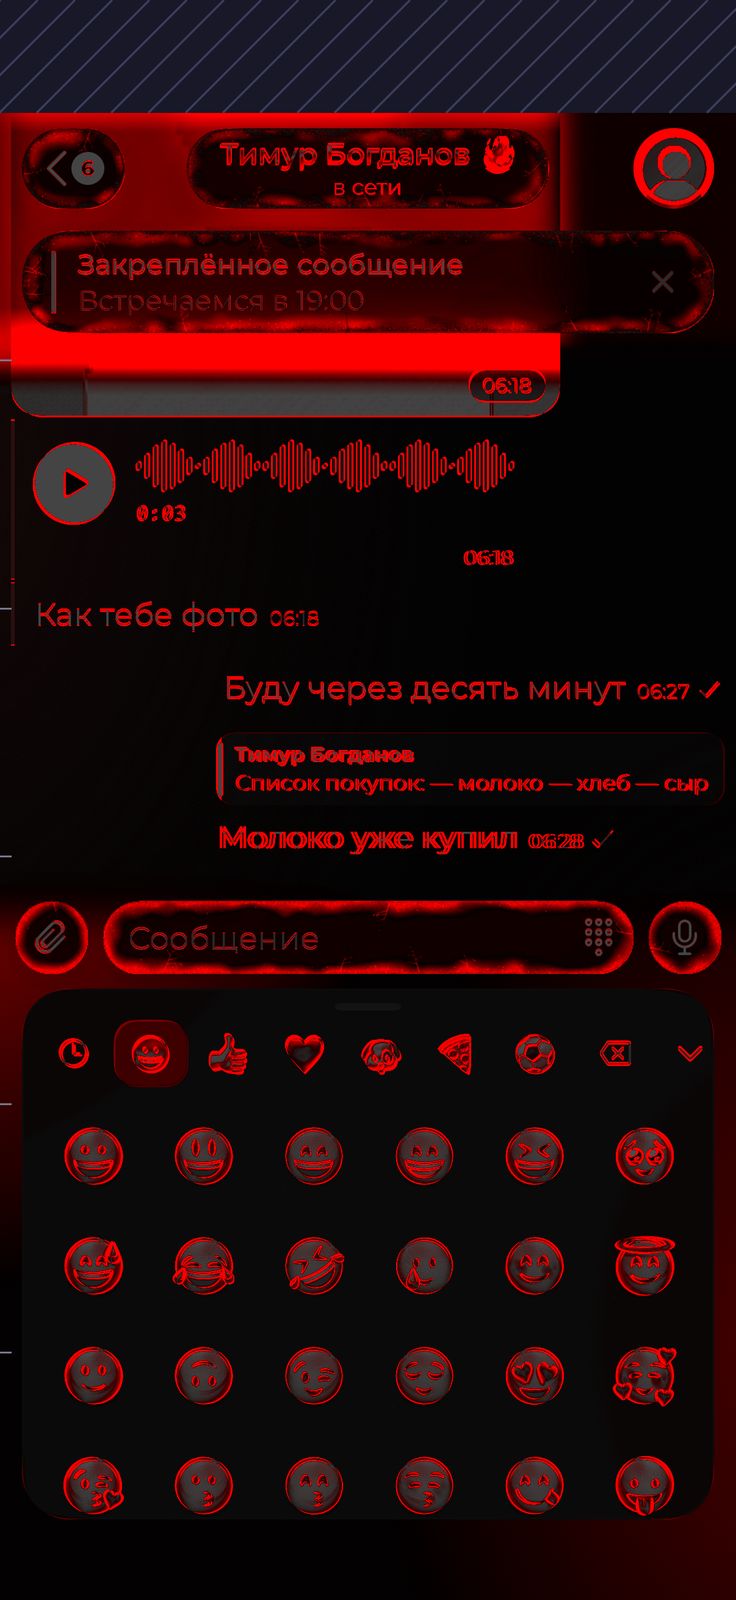 6
Тимур Богданов
в сети
Закреплённое сообщение
Встречаемся в 19:00
06:18
0:03
06:18
Как тебе фото 06:18
Буду через десять минут 06:27
Тимур Богданов
Список покупок: — молоко — хлеб — сыр
Молоко уже купил 06:28
Сообщение